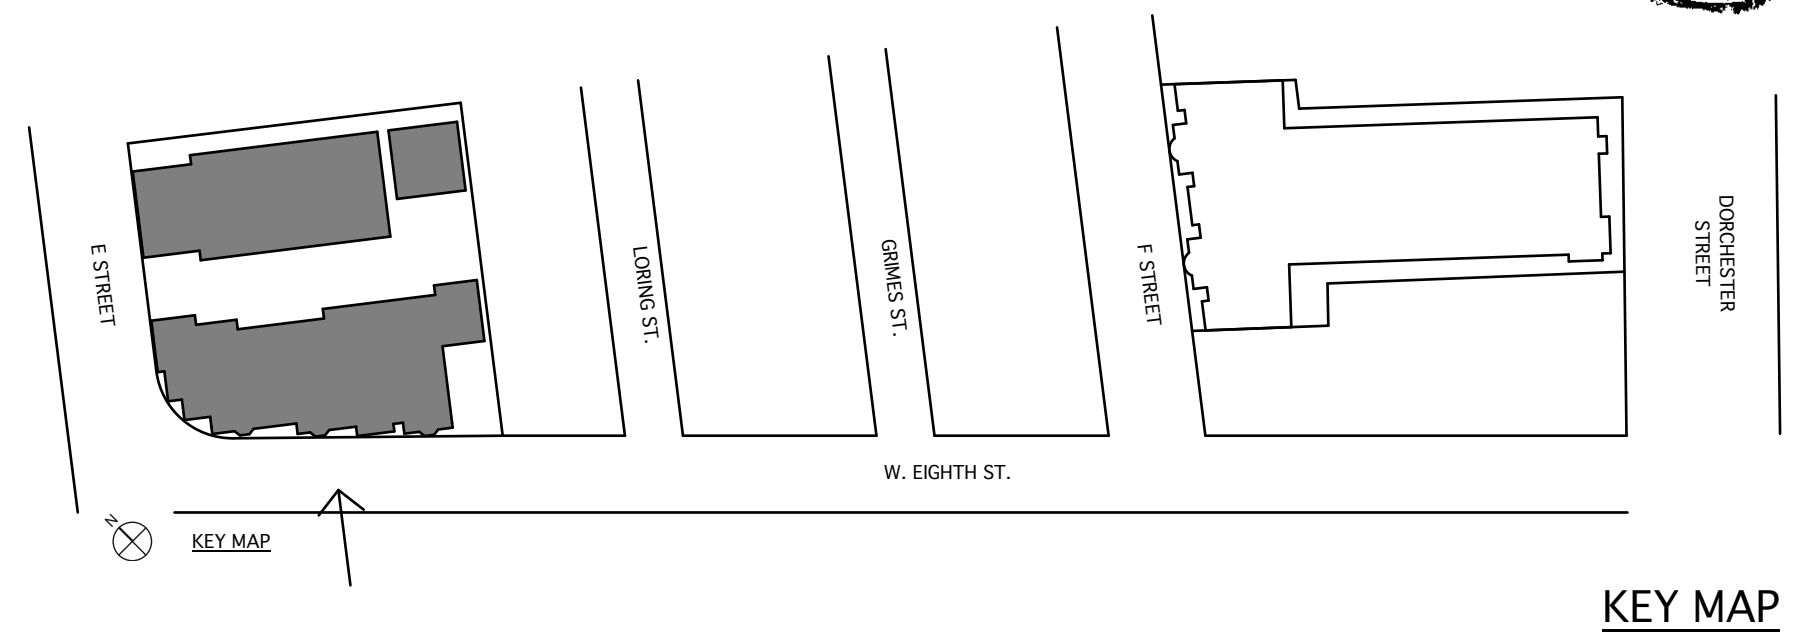 E STREET
LORING ST.
GRIMES ST.
F STREET
DORCHESTER
STREET
W. EIGHTH ST.
N
KEY MAP
KEY MAP